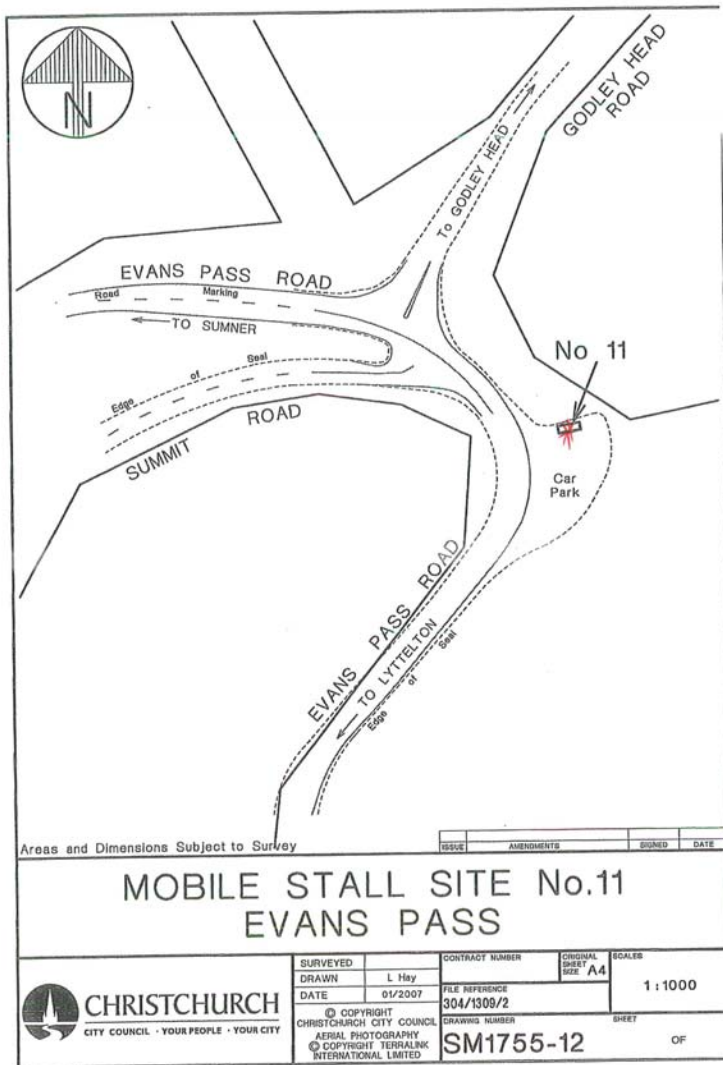 N
GODLEY HEAD
ROAD
To GODLEY HEAD
EVANS PASS ROAD
Road Marking
TO SUMNER
Edge of Seal
SUMMIT ROAD
No 11
Car
Park
EVANS PASS ROAD
TO LYTTELTON
Edge of Seal
Areas and Dimensions Subject to Survey
ISSUE AMENDMENTS SIGNED DATE
MOBILE STALL SITE No.11
EVANS PASS
CHRISTCHURCH
CITY COUNCIL · YOUR PEOPLE · YOUR CITY
SURVEYED
DRAWN L Hay
DATE 01/2007
© COPYRIGHT
CHRISTCHURCH CITY COUNCIL
AERIAL PHOTOGRAPHY
© COPYRIGHT TERRALINK
INTERNATIONAL LIMITED
CONTRACT NUMBER
ORIGINAL
SHEET
SIZE A4
SCALES
1:1000
FILE REFERENCE
304/1309/2
DRAWING NUMBER
SM1755-12
SHEET
OF